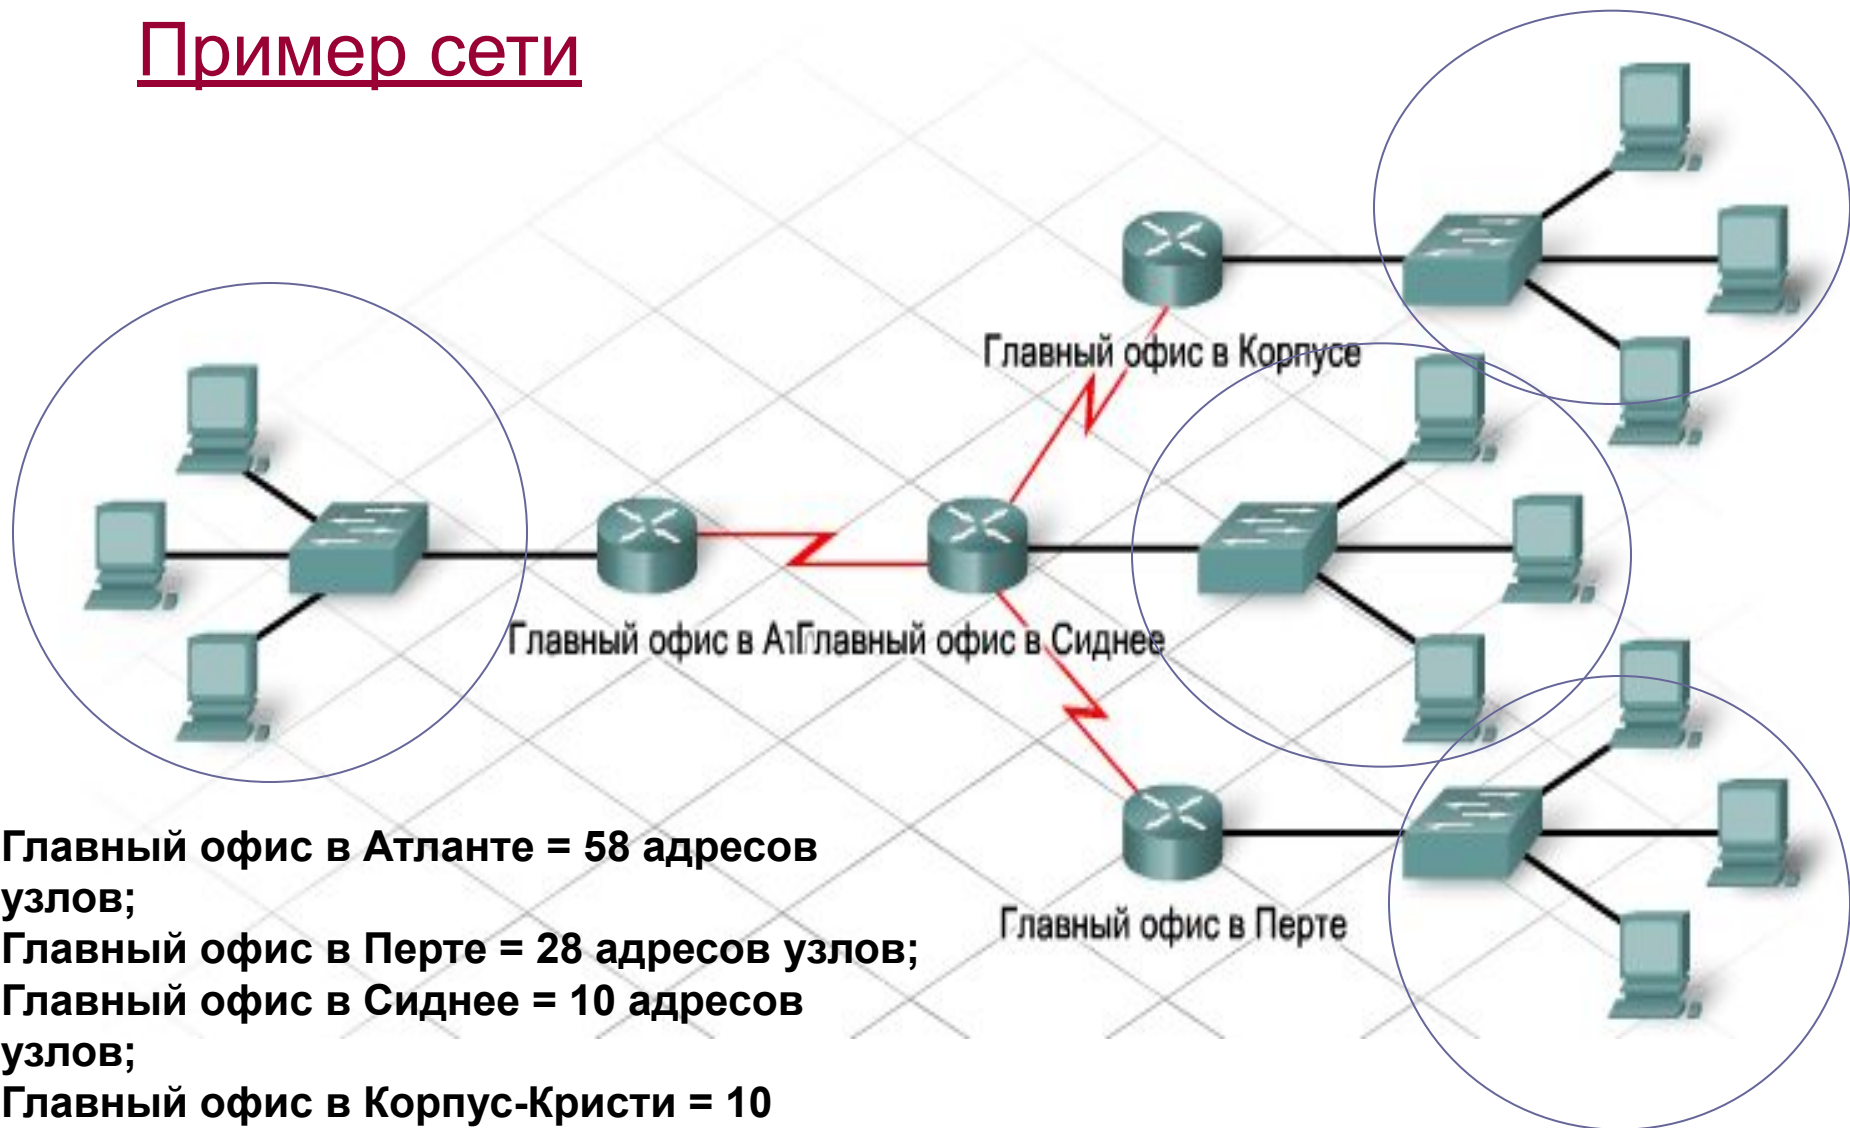 Пример сети
Главный офис в Корпусе
Главный офис в Ат
Главный офис в Сиднее
Главный офис в Перте
Главный офис в Атланте = 58 адресов
узлов;
Главный офис в Перте = 28 адресов узлов;
Главный офис в Сиднее = 10 адресов
узлов;
Главный офис в Корпус-Кристи = 10